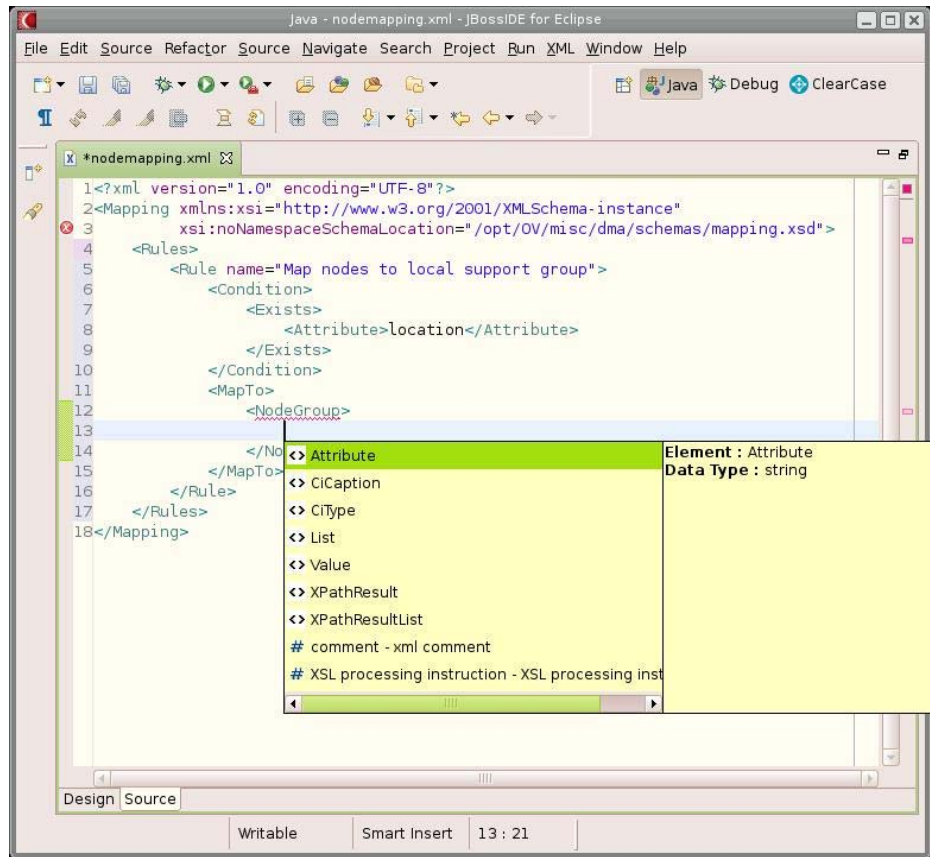 Java - nodemapping.xml - JBossIDE for Eclipse
File Edit Source Refactor Source Navigate Search Project Run XML Window Help
Java Debug ClearCase
*nodemapping.xml
1<?xml version="1.0" encoding="UTF-8"?>
2<Mapping xmlns:xsi="http://www.w3.org/2001/XMLSchema-instance"
3 xsi:noNamespaceSchemaLocation="/opt/OV/misc/dma/schemas/mapping.xsd">
4 <Rules>
5 <Rule name="Map nodes to local support group">
6 <Condition>
7 <Exists>
8 <Attribute>location</Attribute>
9 </Exists>
10 </Condition>
11 <MapTo>
12 <NodeGroup>
13
14 </No
15 </MapTo>
16 </Rule>
17 </Rules>
18</Mapping>
<> Attribute
<> CiCaption
<> CiType
<> List
<> Value
<> XPathResult
<> XPathResultList
# comment - xml comment
# XSL processing instruction - XSL processing inst
Element : Attribute
Data Type : string
Design Source
Writable Smart Insert 13 : 21